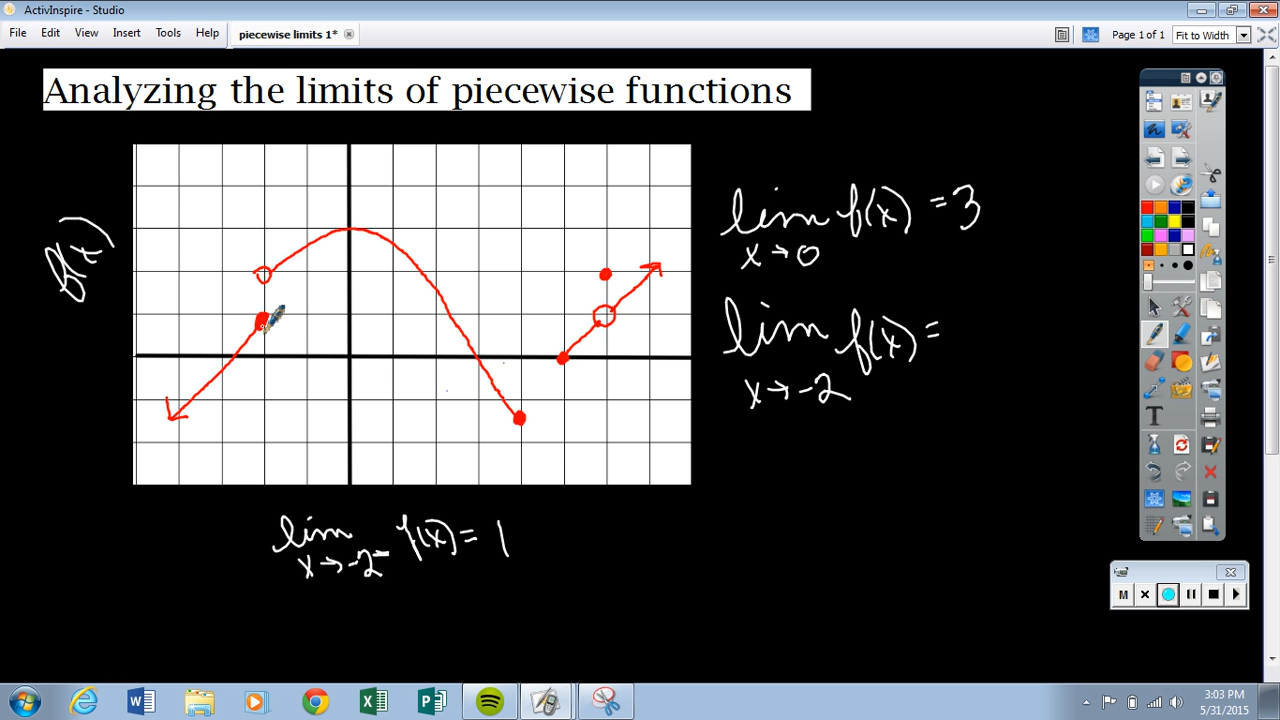 ActivInspire - Studio
File Edit View Insert Tools Help
piecewise limits 1*
Page 1 of 1
Fit to Width
Analyzing the limits of piecewise functions
f(x)
lim f(x) = 3
x→0
lim f(x) =
x→-2
lim f(x) = 1
x→-2⁻
T
M
3:03 PM
5/31/2015